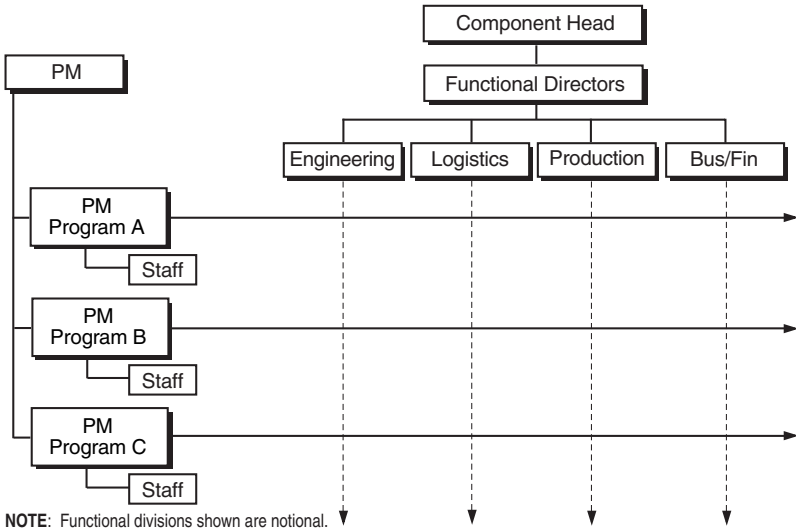 Component Head
PM
Functional Directors
Engineering
Logistics
Production
Bus/Fin
PM
Program A
Staff
PM
Program B
Staff
PM
Program C
Staff
NOTE: Functional divisions shown are notional.